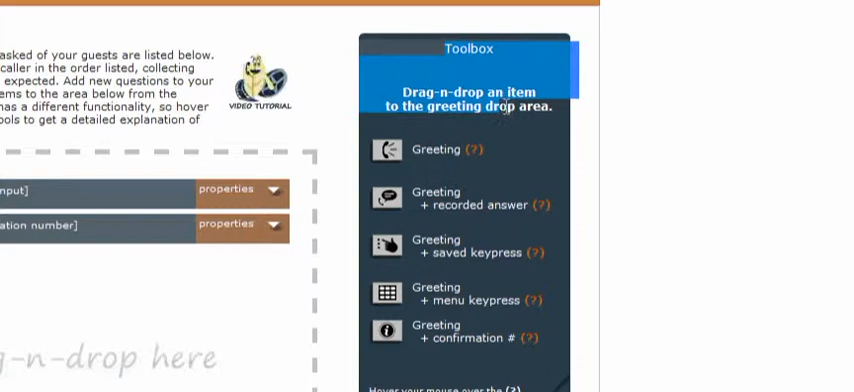 asked of your guests are listed below.
caller in the order listed, collecting
expected. Add new questions to your
ems to the area below from the
has a different functionality, so hover
ols to get a detailed explanation of
VIDEO TUTORIAL
nput]
properties
ation number]
properties
g-n-drop here
Toolbox
Drag-n-drop an item
to the greeting drop area.
Greeting (?)
Greeting
+ recorded answer (?)
Greeting
+ saved keypress (?)
Greeting
+ menu keypress (?)
Greeting
+ confirmation # (?)
Hover your mouse over the (?)